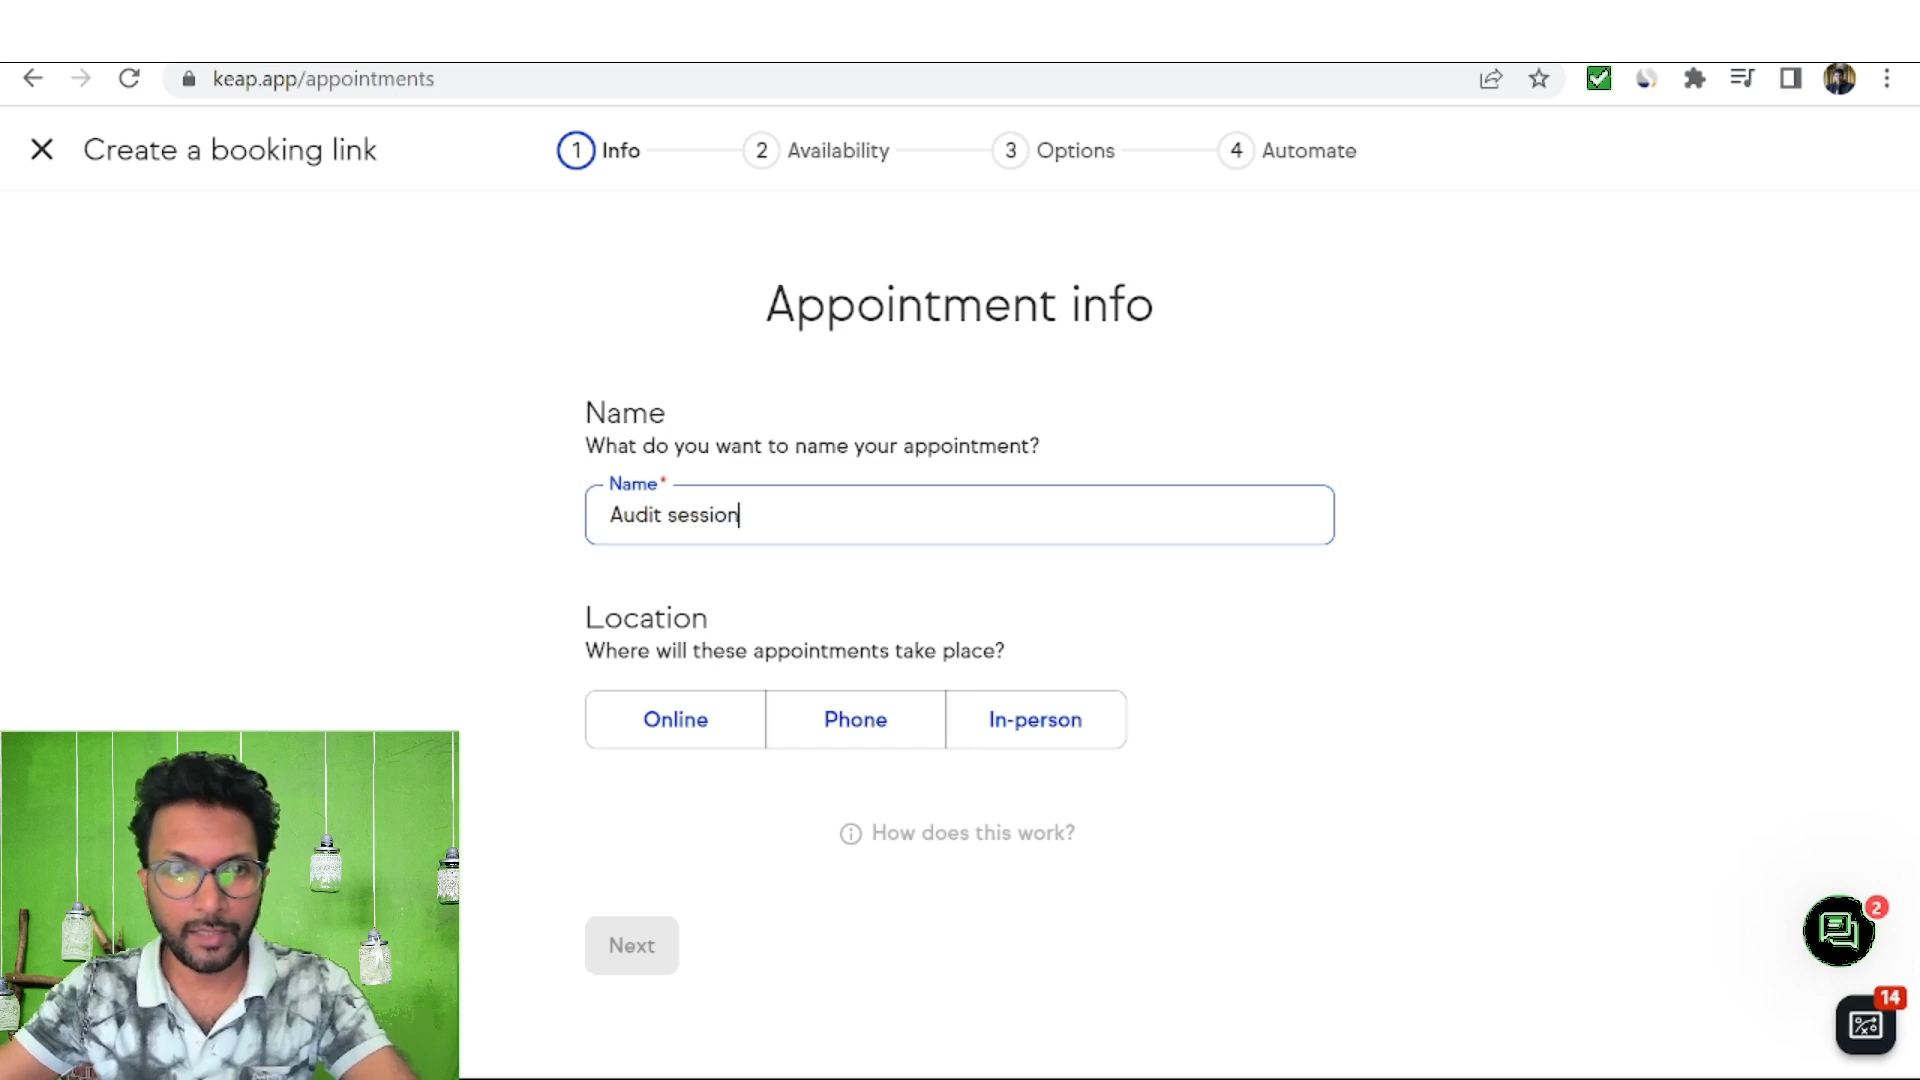 keap.app/appointments
Create a booking link
1 Info
2 Availability
3 Options
4 Automate
Appointment info
Name
What do you want to name your appointment?
Name*
Audit session
Location
Where will these appointments take place?
Online Phone In-person
How does this work?
Next
2
14